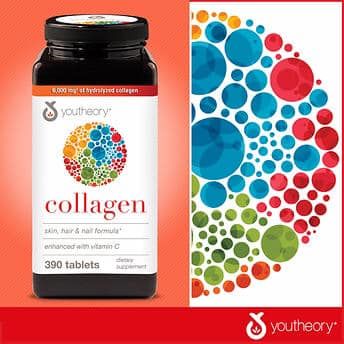 6,000 mg† of hydrolyzed collagen
youtheory®
collagen
skin, hair & nail formula*
enhanced with vitamin C
390 tablets
dietary
supplement
youtheory®